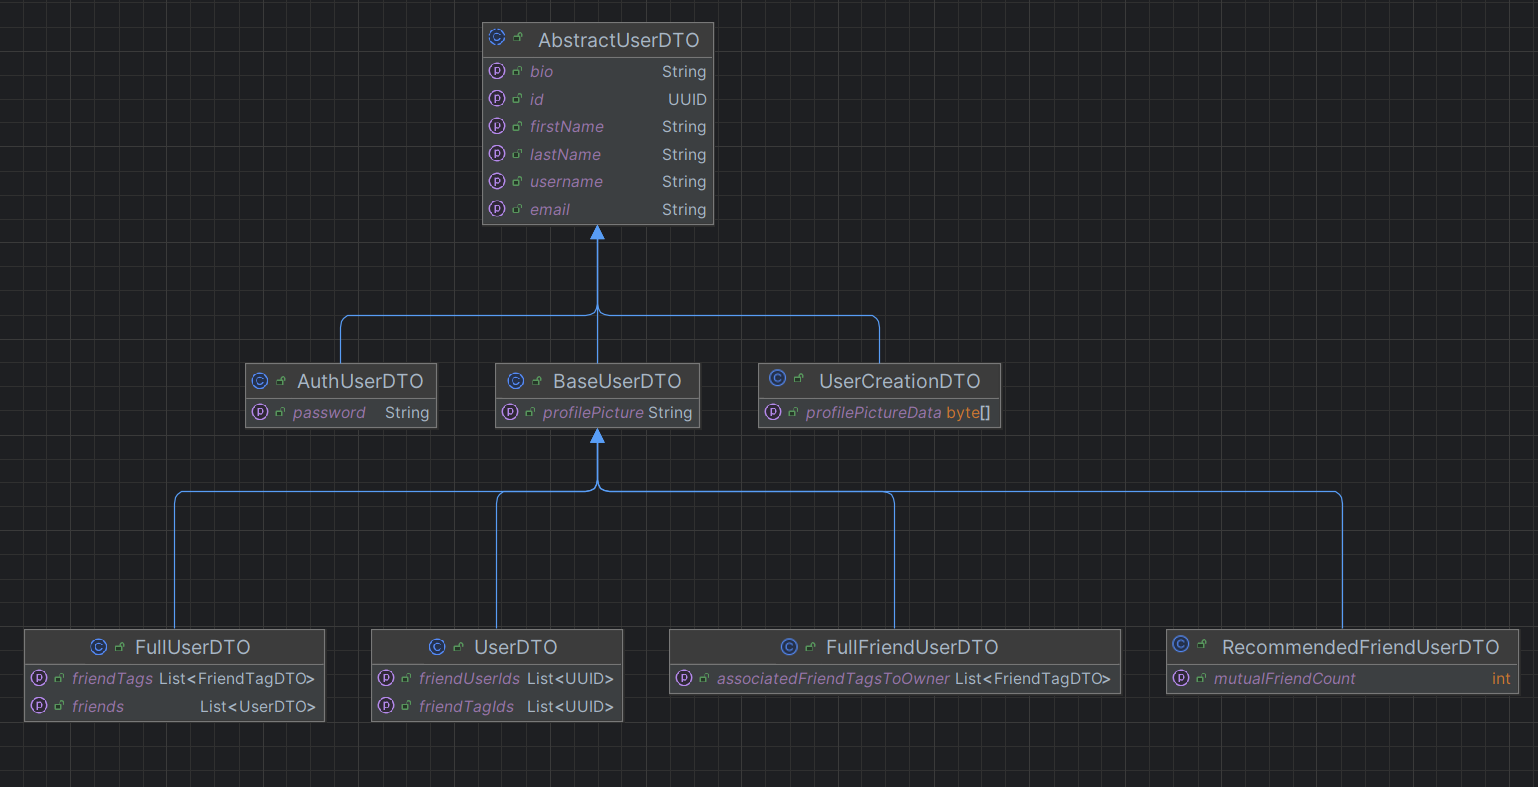 AbstractUserDTO
bio String
id UUID
firstName String
lastName String
username String
email String
AuthUserDTO
password String
BaseUserDTO
profilePicture String
UserCreationDTO
profilePictureData byte[]
FullUserDTO
friendTags List<FriendTagDTO>
friends List<UserDTO>
UserDTO
friendUserIds List<UUID>
friendTagIds List<UUID>
FullFriendUserDTO
associatedFriendTagsToOwner List<FriendTagDTO>
RecommendedFriendUserDTO
mutualFriendCount int